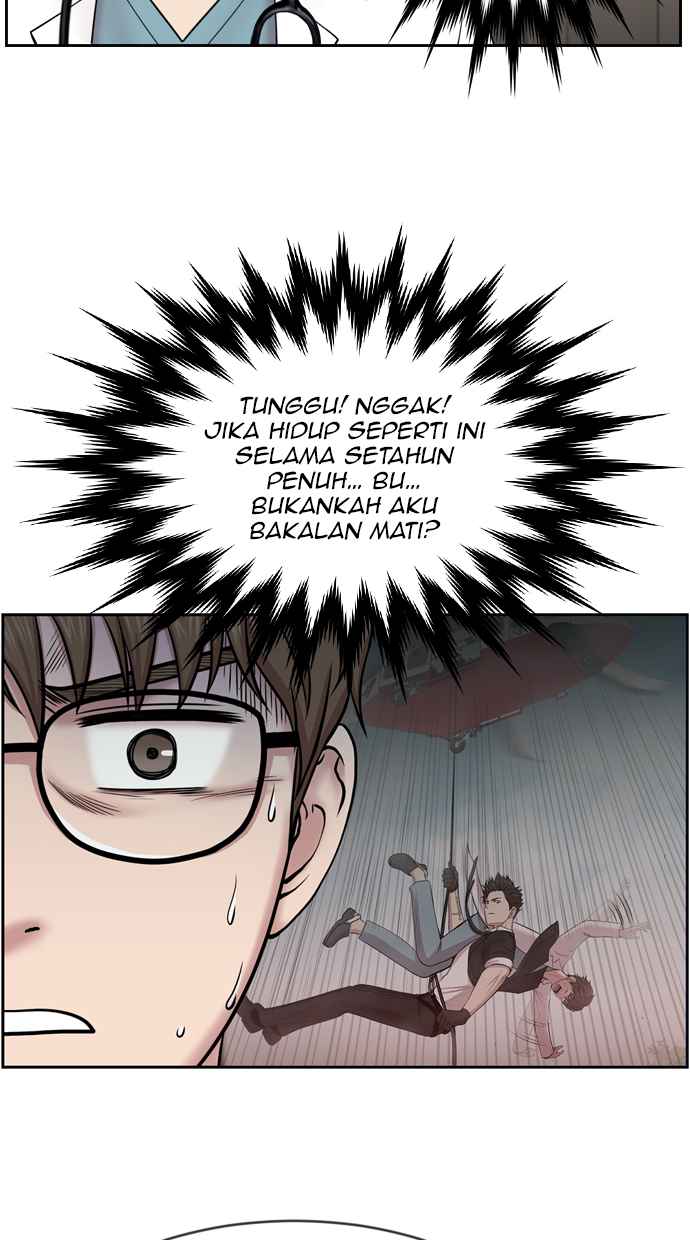 TUNGGU! NGGAK!
JIKA HIDUP SEPERTI INI
SELAMA SETAHUN
PENUH... BU...
BUKANKAH AKU
BAKALAN MATI?